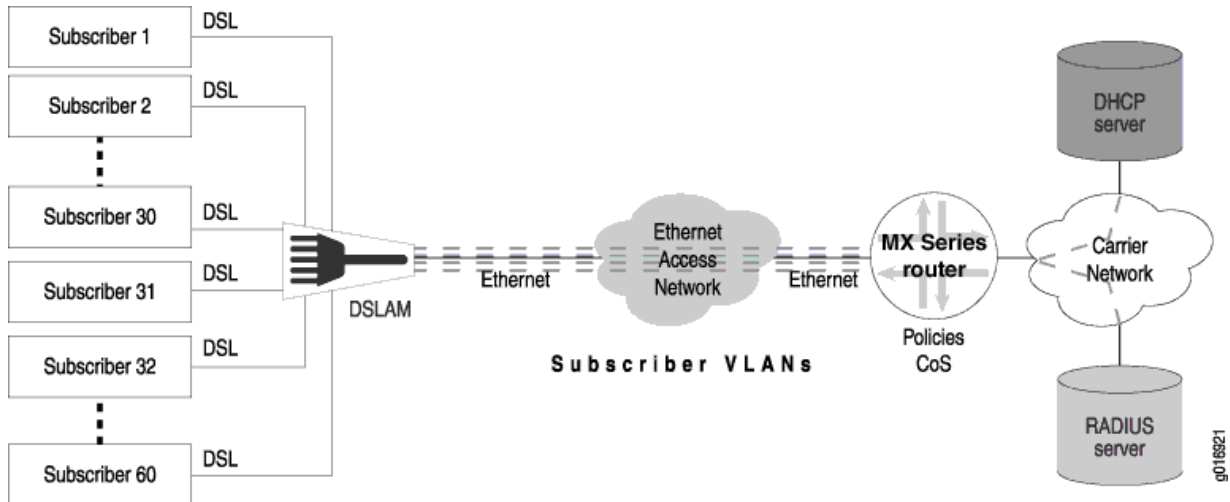 Subscriber 1
DSL
Subscriber 2
DSL
Subscriber 30
DSL
Subscriber 31
DSL
Subscriber 32
DSL
Subscriber 60
DSL
DSLAM
Ethernet
Ethernet
Access
Network
Ethernet
Subscriber VLANs
MX Series
router
Policies
CoS
DHCP
server
Carrier
Network
RADIUS
server
g016921